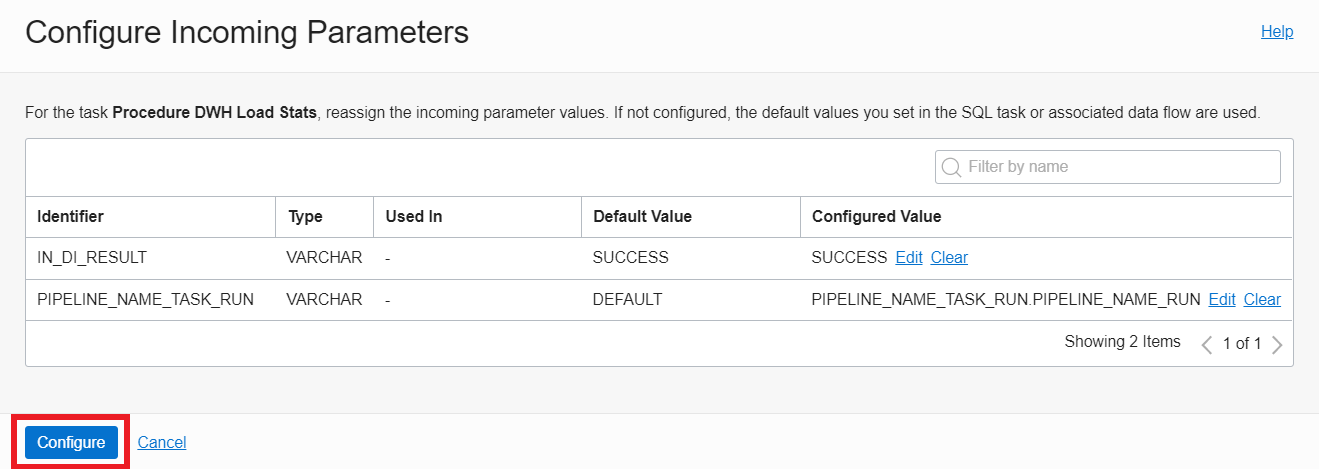 Configure Incoming Parameters
Help
For the task Procedure DWH Load Stats, reassign the incoming parameter values. If not configured, the default values you set in the SQL task or associated data flow are used.
Filter by name
Identifier Type Used In Default Value Configured Value
IN_DI_RESULT VARCHAR - SUCCESS SUCCESS Edit Clear
PIPELINE_NAME_TASK_RUN VARCHAR - DEFAULT PIPELINE_NAME_TASK_RUN.PIPELINE_NAME_RUN Edit Clear
Showing 2 Items 1 of 1
Configure Cancel